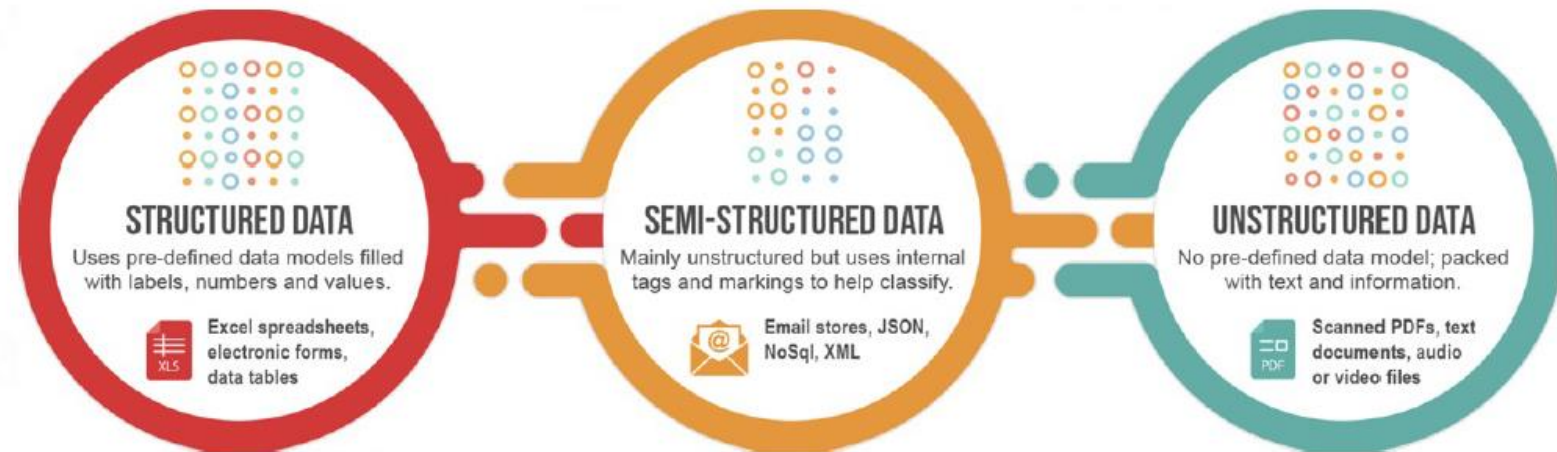 STRUCTURED DATA
Uses pre-defined data models filled
with labels, numbers and values.
XLS
Excel spreadsheets,
electronic forms,
data tables
SEMI-STRUCTURED DATA
Mainly unstructured but uses internal
tags and markings to help classify.
@
Email stores, JSON,
NoSql, XML
UNSTRUCTURED DATA
No pre-defined data model; packed
with text and information.
PDF
Scanned PDFs, text
documents, audio
or video files